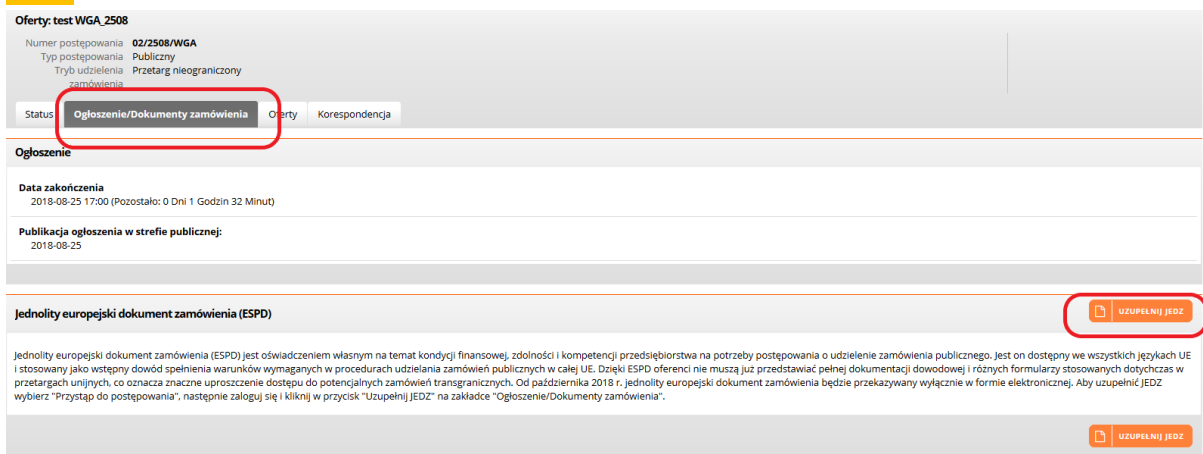 Oferty: test WGA_2508
Numer postępowania 02/2508/WGA
Typ postępowania Publiczny
Tryb udzielenia Przetarg nieograniczony
zamówienia
Status Ogłoszenie/Dokumenty zamówienia Oferty Korespondencja
Ogłoszenie
Data zakończenia
2018-08-25 17:00 (Pozostało: 0 Dni 1 Godzin 32 Minut)
Publikacja ogłoszenia w strefie publicznej:
2018-08-25
Jednolity europejski dokument zamówienia (ESPD) UZUPEŁNIJ JEDZ
Jednolity europejski dokument zamówienia (ESPD) jest oświadczeniem własnym na temat kondycji finansowej, zdolności i kompetencji przedsiębiorstwa na potrzeby postępowania o udzielenie zamówienia publicznego. Jest on dostępny we wszystkich językach UE
i stosowany jako wstępny dowód spełnienia warunków wymaganych w procedurach udzielania zamówień publicznych w całej UE. Dzięki ESPD oferenci nie muszą już przedstawiać pełnej dokumentacji dowodowej i różnych formularzy stosowanych dotychczas w
przetargach unijnych, co oznacza znaczne uproszczenie dostępu do potencjalnych zamówień transgranicznych. Od października 2018 r. jednolity europejski dokument zamówienia będzie przekazywany wyłącznie w formie elektronicznej. Aby uzupełnić JEDZ
wybierz "Przystąp do postępowania", następnie zaloguj się i kliknij w przycisk "Uzupełnij JEDZ" na zakładce "Ogłoszenie/Dokumenty zamówienia".
UZUPEŁNIJ JEDZ